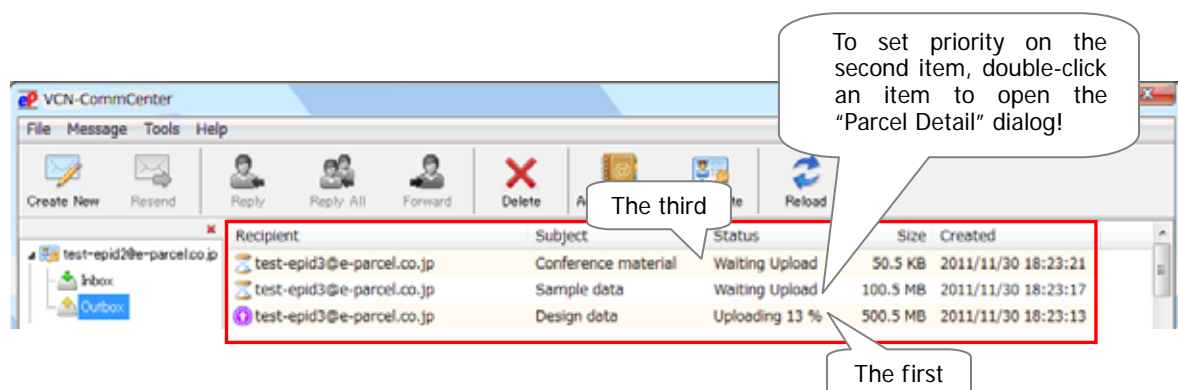 To set priority on the
second item, double-click
an item to open the
“Parcel Detail” dialog!
eP VCN-CommCenter
File Message Tools Help
Create New Resend Reply Reply All Forward Delete Reload
The third
Recipient Subject Status Size Created
test-epid2@e-parcel.co.jp
test-epid3@e-parcel.co.jp Conference material Waiting Upload 50.5 KB 2011/11/30 18:23:21
Inbox
test-epid3@e-parcel.co.jp Sample data Waiting Upload 100.5 MB 2011/11/30 18:23:17
Outbox
test-epid3@e-parcel.co.jp Design data Uploading 13 % 500.5 MB 2011/11/30 18:23:13
The first